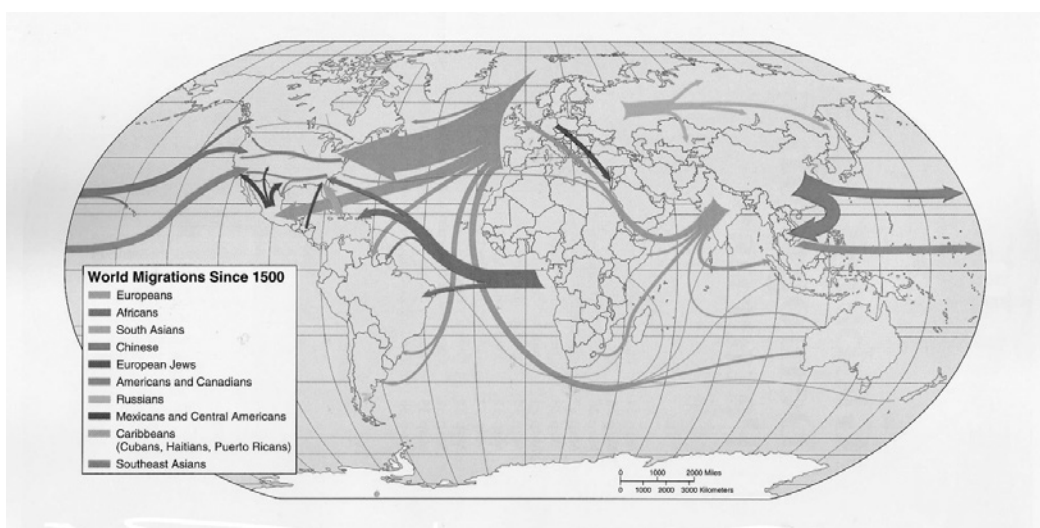 World Migrations Since 1500
Europeans
Africans
South Asians
Chinese
European Jews
Americans and Canadians
Russians
Mexicans and Central Americans
Caribbeans
(Cubans, Haitians, Puerto Ricans)
Southeast Asians
0 1000 2000 Miles
0 1000 2000 3000 Kilometers